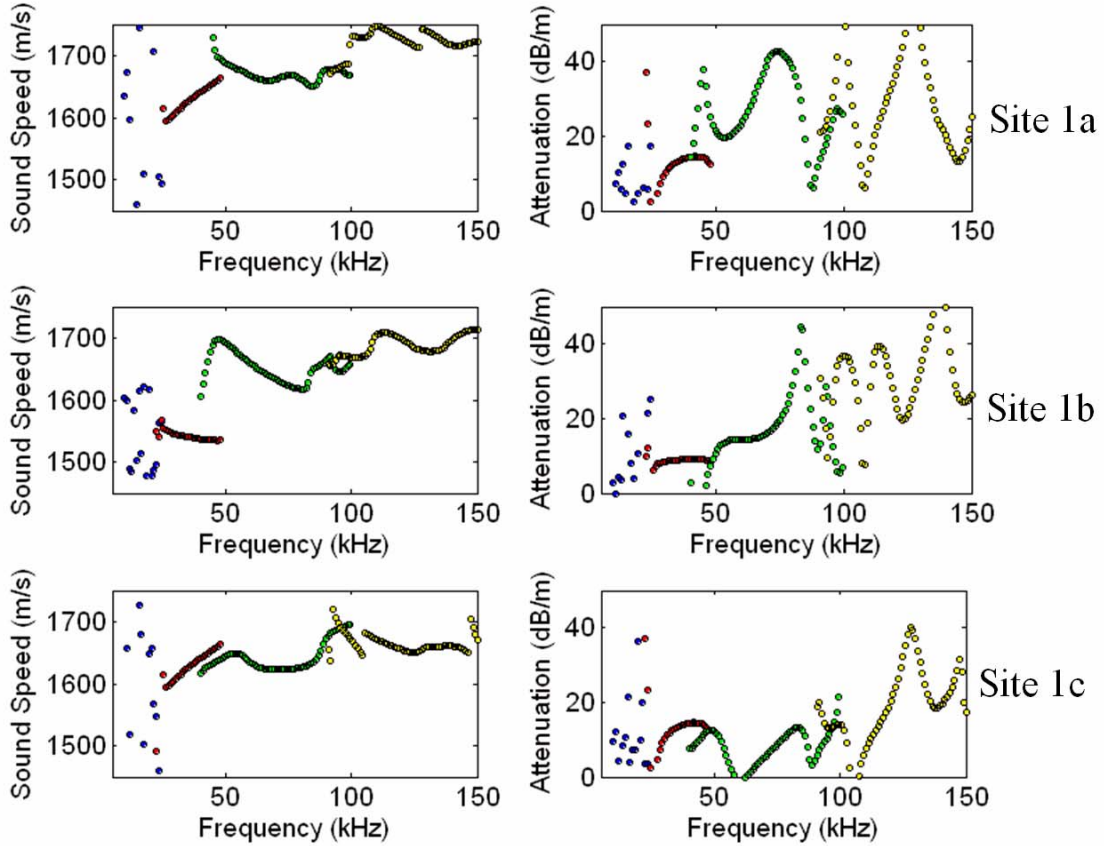 Sound Speed (m/s)
1700
1600
1500
50
100
150
Frequency (kHz)
Attenuation (dB/m)
40
20
0
50
100
150
Frequency (kHz)
Site 1a
Sound Speed (m/s)
1700
1600
1500
50
100
150
Frequency (kHz)
Attenuation (dB/m)
40
20
0
50
100
150
Frequency (kHz)
Site 1b
Sound Speed (m/s)
1700
1600
1500
50
100
150
Frequency (kHz)
Attenuation (dB/m)
40
20
0
50
100
150
Frequency (kHz)
Site 1c